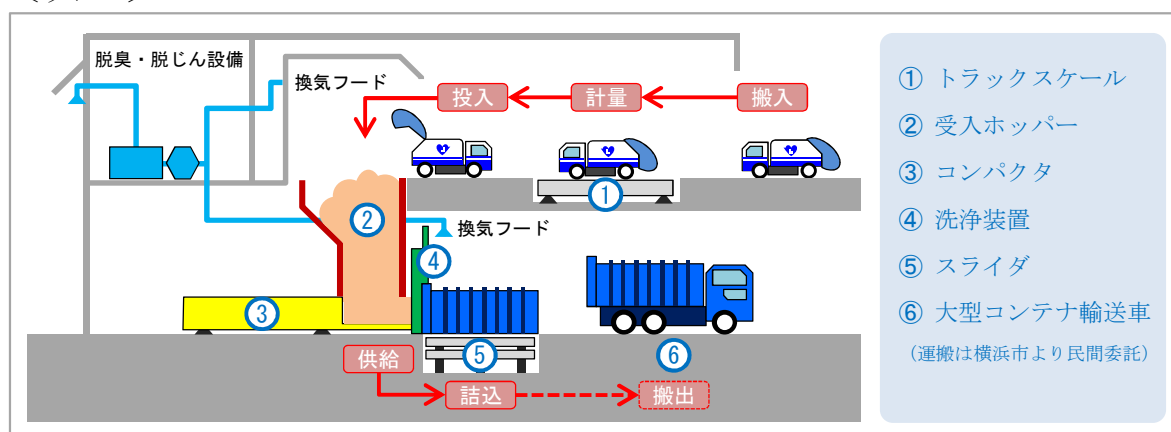 脱臭・脱じん設備
換気フード
投入
計量
搬入
①
②
換気フード
④
③
⑤
⑥
供給
詰込
搬出
① トラックスケール
② 受入ホッパー
③ コンパクタ
④ 洗浄装置
⑤ スライダ
⑥ 大型コンテナ輸送車
（運搬は横浜市より民間委託）